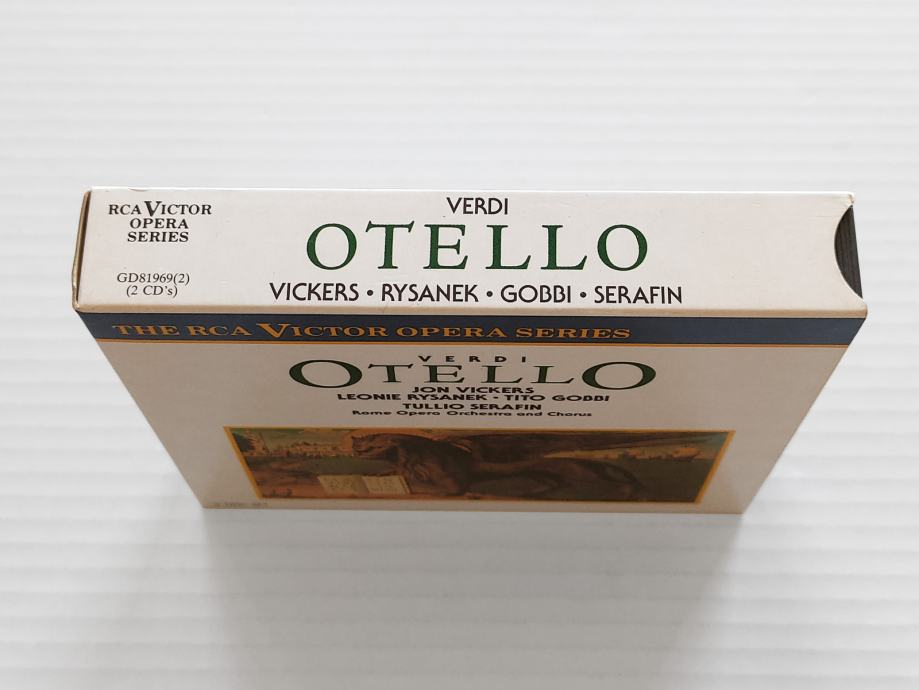 RCA VICTOR
OPERA
SERIES
GD81969(2)
(2 CD's)
VERDI
OTELLO
VICKERS • RYSANEK • GOBBI • SERAFIN
THE RCA VICTOR OPERA SERIES
VERDI
OTELLO
JON VICKERS
LEONIE RYSANEK • TITO GOBBI
TULLIO SERAFIN
Rome Opera Orchestra and Chorus